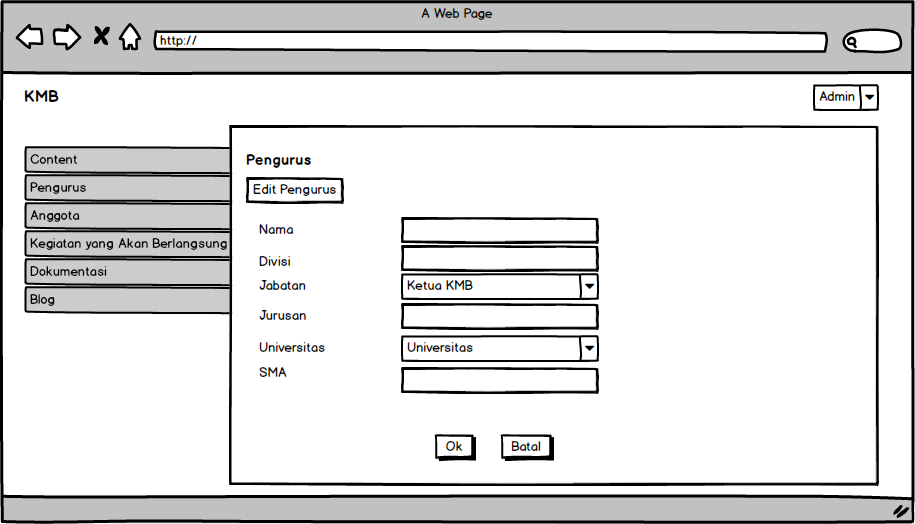 A Web Page
http://
KMB
Admin
Content
Pengurus
Anggota
Kegiatan yang Akan Berlangsung
Dokumentasi
Blog
Pengurus
Edit Pengurus
Nama
Divisi
Jabatan
Ketua KMB
Jurusan
Universitas
Universitas
SMA
Ok
Batal